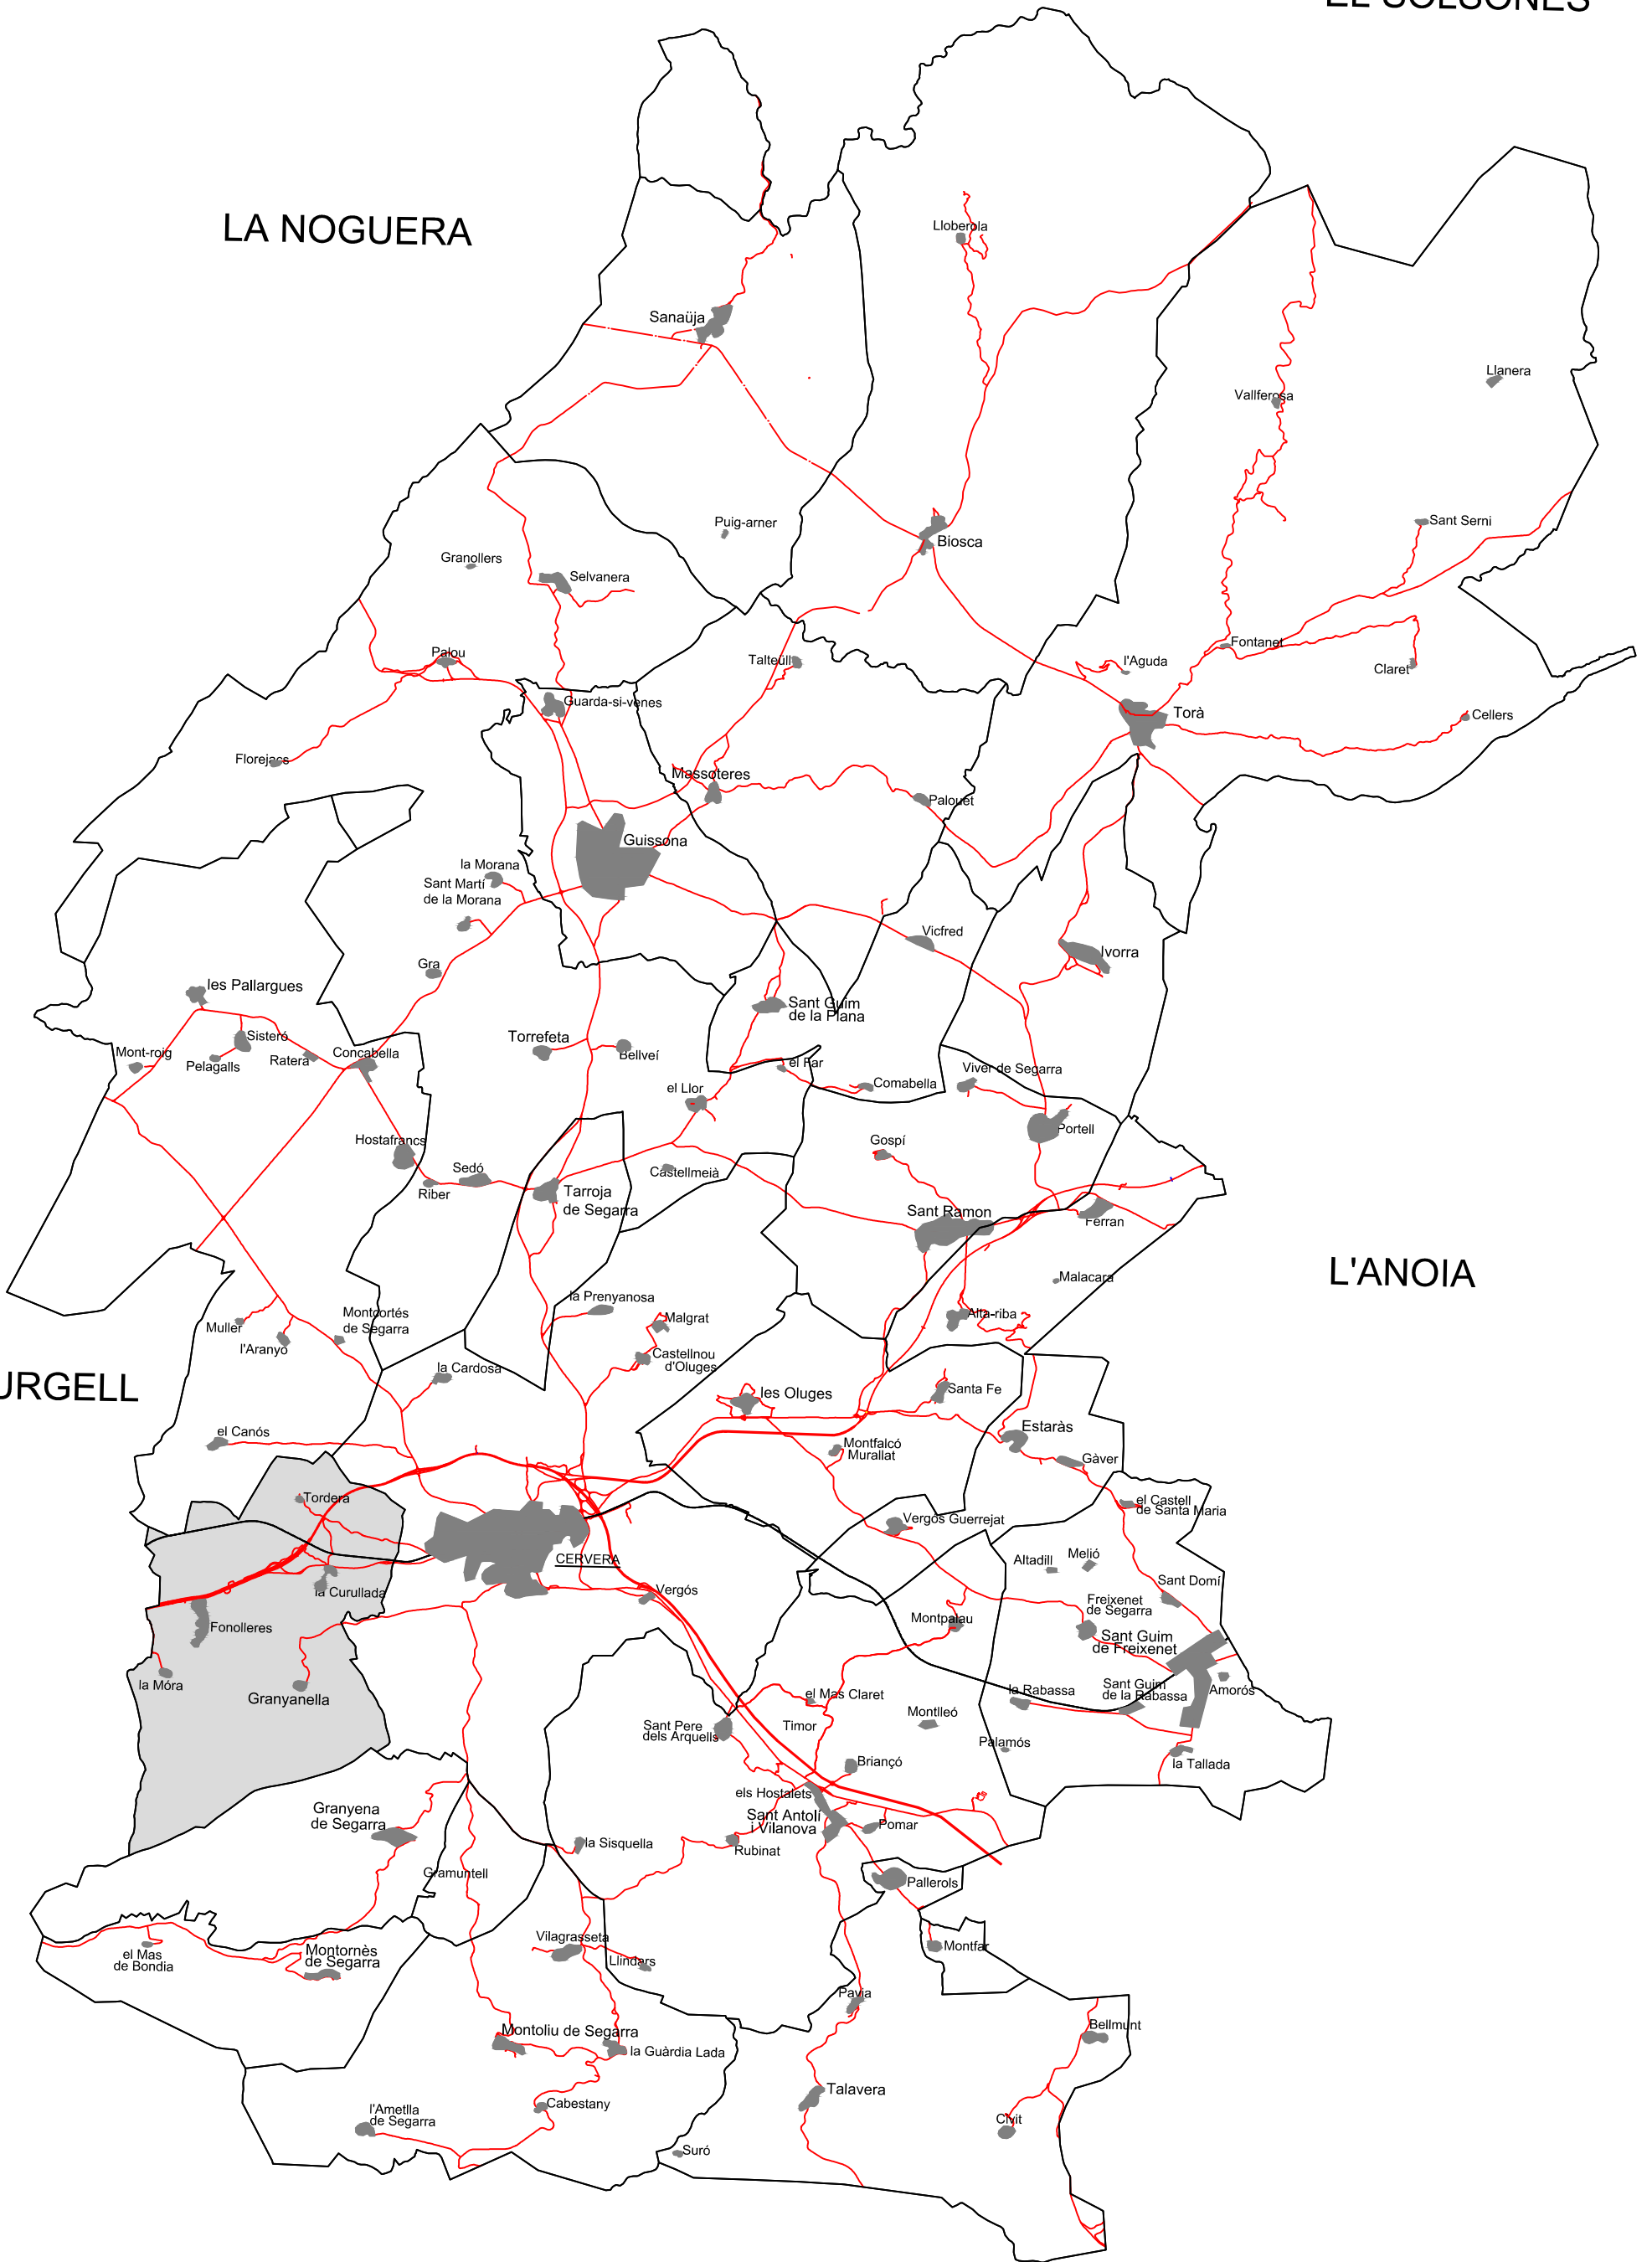 EL SOLSONÈS
LA NOGUERA
Lloberola
Sanaüja
Llanera
Vallferosa
Puig-arner
Sant Serni
Biosca
Granollers
Selvanera
Fontanet
Palou
Talteüll
l'Aguda
Claret
Guarda-si-venes
Torà
Cellers
Florejacs
Massoteres
Palouet
Guissona
la Morana
Sant Martí
de la Morana
Vicfred
Ivorra
Gra
les Pallargues
Sant Guim
de la Plana
Sisteró
Torrefeta
Mont-roig
Concabella
Ratera
Bellveí
Pelagalls
el Far
Viver de Segarra
Comabella
el Llor
Portell
Hostafrancs
Gospí
Sedó
Castellmeià
Riber
Tarroja
de Segarra
Sant Ramon
Ferran
L'ANOIA
Malacara
la Prenyanosa
Montcortés
de Segarra
Malgrat
Alta-riba
Muller
l'Aranyó
Castellnou
d'Oluges
la Cardosa
URGELL
les Oluges
Santa Fe
el Canós
Estaràs
Montfalcó
Murallat
Gàver
Tordera
el Castell
de Santa Maria
Vergós Guerrejat
CERVERA
Altadill
Melió
Sant Domí
la Curullada
Vergós
Freixenet
de Segarra
Fonolleres
Montpalau
Sant Guim
de Freixenet
la Móra
Granyanella
el Mas Claret
la Rabassa
Sant Guim
de la Rabassa
Amorós
Montlleó
Sant Pere
dels Arquells
Timor
Palamós
la Tallada
Briançó
els Hostalets
Granyena
de Segarra
Sant Antolí
i Vilanova
Pomar
la Sisquella
Rubinat
Gramuntell
Pallerols
Vilagrasseta
Montfar
el Mas
de Bondia
Montornès
de Segarra
Llindars
Pavia
Bellmunt
Montoliu de Segarra
la Guàrdia Lada
Talavera
Cabestany
l'Ametlla
de Segarra
Civit
Suró